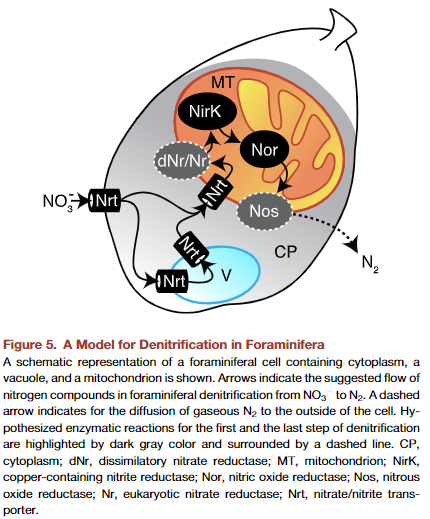 MT
NirK
Nor
dNr/Nr
Nrt
NO3- Nrt
Nos
Nrt
CP
N2
Nrt
V
Figure 5. A Model for Denitrification in Foraminifera
A schematic representation of a foraminiferal cell containing cytoplasm, a
vacuole, and a mitochondrion is shown. Arrows indicate the suggested flow of
nitrogen compounds in foraminiferal denitrification from NO3- to N2. A dashed
arrow indicates for the diffusion of gaseous N2 to the outside of the cell. Hy-
pothesized enzymatic reactions for the first and the last step of denitrification
are highlighted by dark gray color and surrounded by a dashed line. CP,
cytoplasm; dNr, dissimilatory nitrate reductase; MT, mitochondrion; NirK,
copper-containing nitrite reductase; Nor, nitric oxide reductase; Nos, nitrous
oxide reductase; Nr, eukaryotic nitrate reductase; Nrt, nitrate/nitrite trans-
porter.